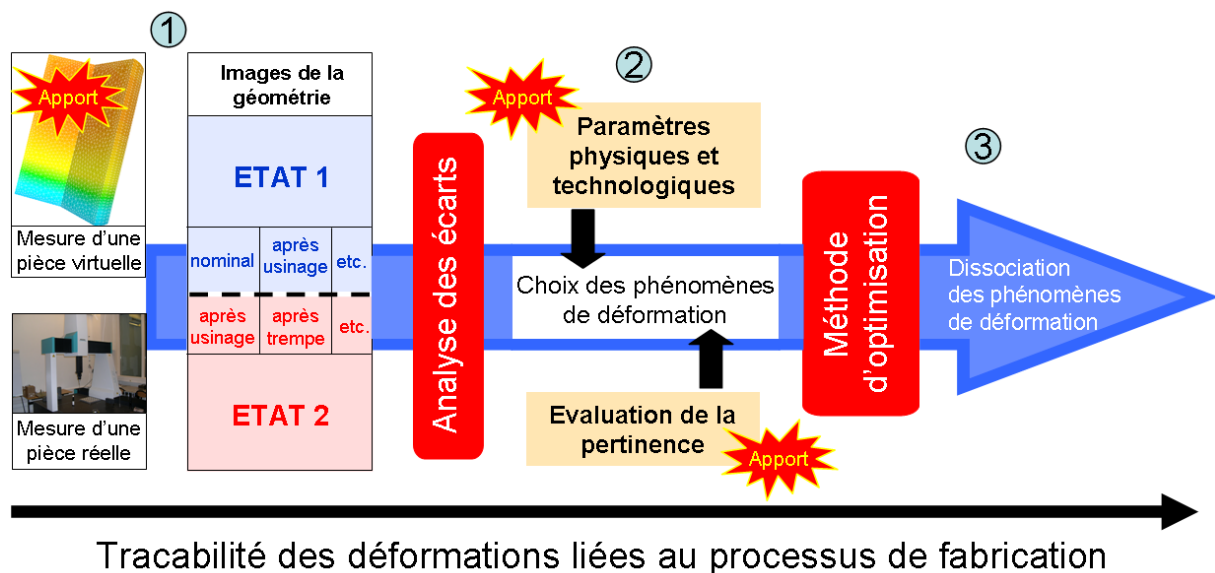 1
Apport
Mesure d'une
pièce virtuelle
Mesure d'une
pièce réelle
Images de la
géométrie
ETAT 1
nominal
après
usinage
etc.
après
usinage
après
trempe
etc.
ETAT 2
Analyse des écarts
2
Apport
Paramètres
physiques et
technologiques
Choix des phénomènes
de déformation
Evaluation de la
pertinence
Apport
Méthode
d'optimisation
3
Dissociation
des phénomènes
de déformation
Tracabilité des déformations liées au processus de fabrication